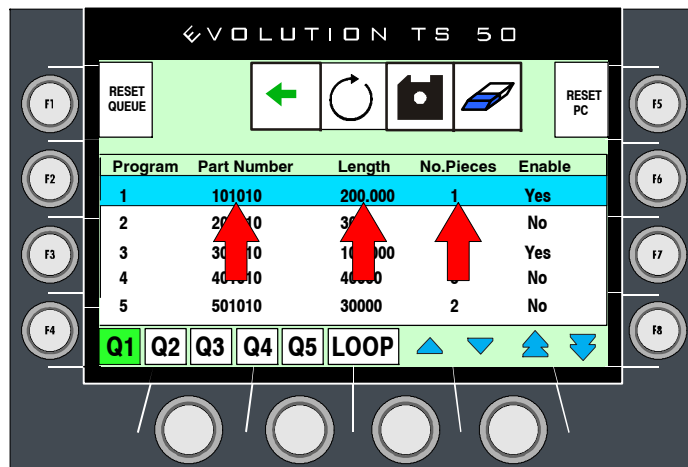 EVOLUTION TS 50
F1
RESET QUEUE
RESET PC
F5
F2
Program Part Number Length No.Pieces Enable
F6
1 101010 200.000 1 Yes
2 No
F3
3 Yes
F7
4 No
5 501010 30000 2 No
F4
Q1 Q2 Q3 Q4 Q5 LOOP
F8